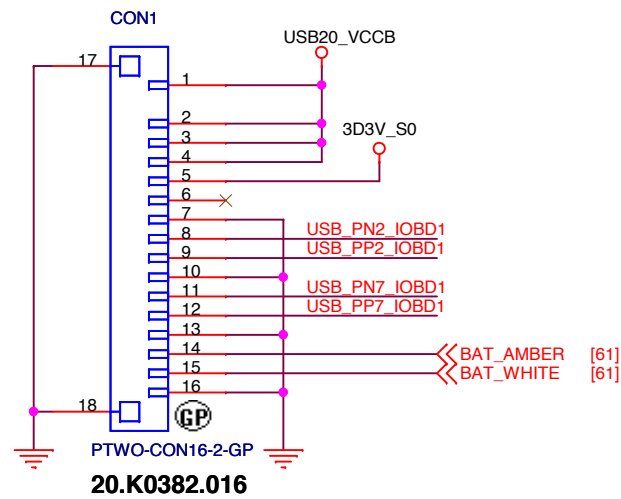 CON1
USB20_VCCB
17
1
2
3D3V_S0
3
4
5
6
7
USB_PN2_IOBD1
8
USB_PP2_IOBD1
9
10
USB_PN7_IOBD1
11
USB_PP7_IOBD1
12
13
14 BAT_AMBER [61]
15 BAT_WHITE [61]
16
18
GP
PTWO-CON16-2-GP
20.K0382.016